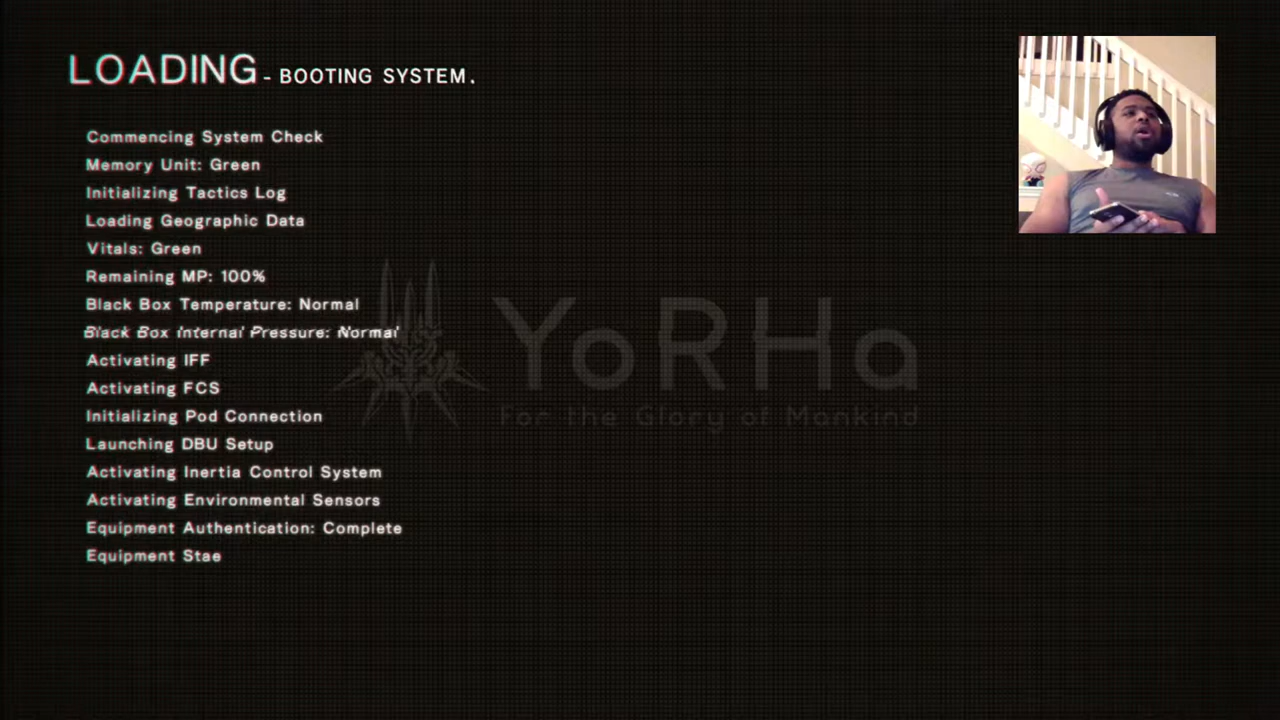 LOADING - BOOTING SYSTEM.
Commencing System Check
Memory Unit: Green
Initializing Tactics Log
Loading Geographic Data
Vitals: Green
Remaining MP: 100%
Black Box Temperature: Normal
Black Box Internal Pressure: Normal
Activating IFF
Activating FCS
Initializing Pod Connection
Launching DBU Setup
Activating Inertia Control System
Activating Environmental Sensors
Equipment Authentication: Complete
Equipment Stae
YoRHa
For the Glory of Mankind